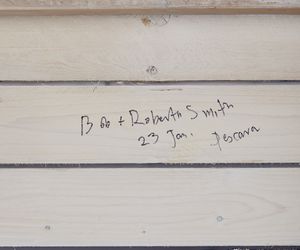 Bob + Roberta Smith
23 Jan. Pescara